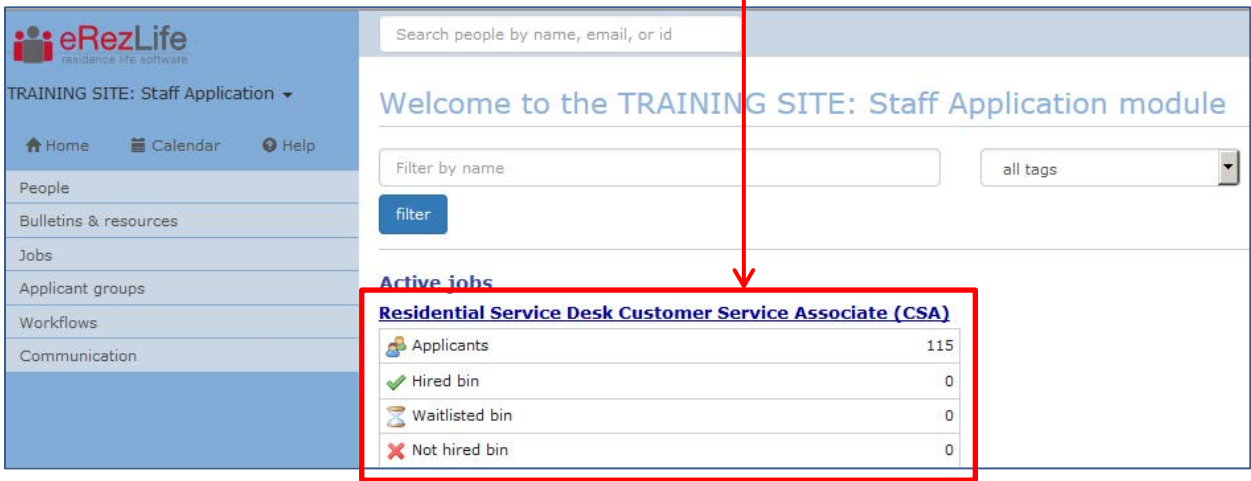 eRezLife
residence life software
TRAINING SITE: Staff Application
Home Calendar Help
People
Bulletins & resources
Jobs
Applicant groups
Workflows
Communication
Search people by name, email, or id
Welcome to the TRAINING SITE: Staff Application module
Filter by name
all tags
filter
Active jobs
Residential Service Desk Customer Service Associate (CSA)
Applicants 115
Hired bin 0
Waitlisted bin 0
Not hired bin 0